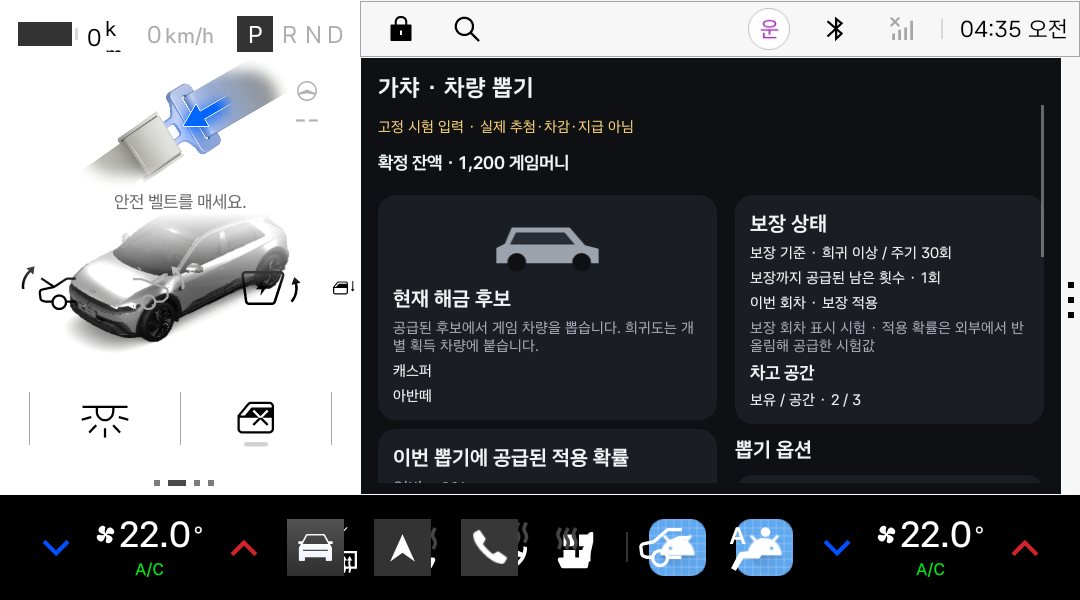 0 km
0 km/h
P R N D
운
04:35 오전
안전 벨트를 매세요.
가챠 · 차량 뽑기
고정 시험 입력 · 실제 추첨·차감·지급 아님
확정 잔액 · 1,200 게임머니
현재 해금 후보
공급된 후보에서 게임 차량을 뽑습니다. 희귀도는 개
별 획득 차량에 붙습니다.
캐스퍼
아반떼
이번 뽑기에 공급된 적용 확률
보장 상태
보장 기준 · 희귀 이상 / 주기 30회
보장까지 공급된 남은 횟수 · 1회
이번 회차 · 보장 적용
보장 회차 표시 시험 · 적용 확률은 외부에서 반
올림해 공급한 시험값
차고 공간
보유 / 공간 · 2 / 3
뽑기 옵션
22.0°
A/C
A
22.0°
A/C